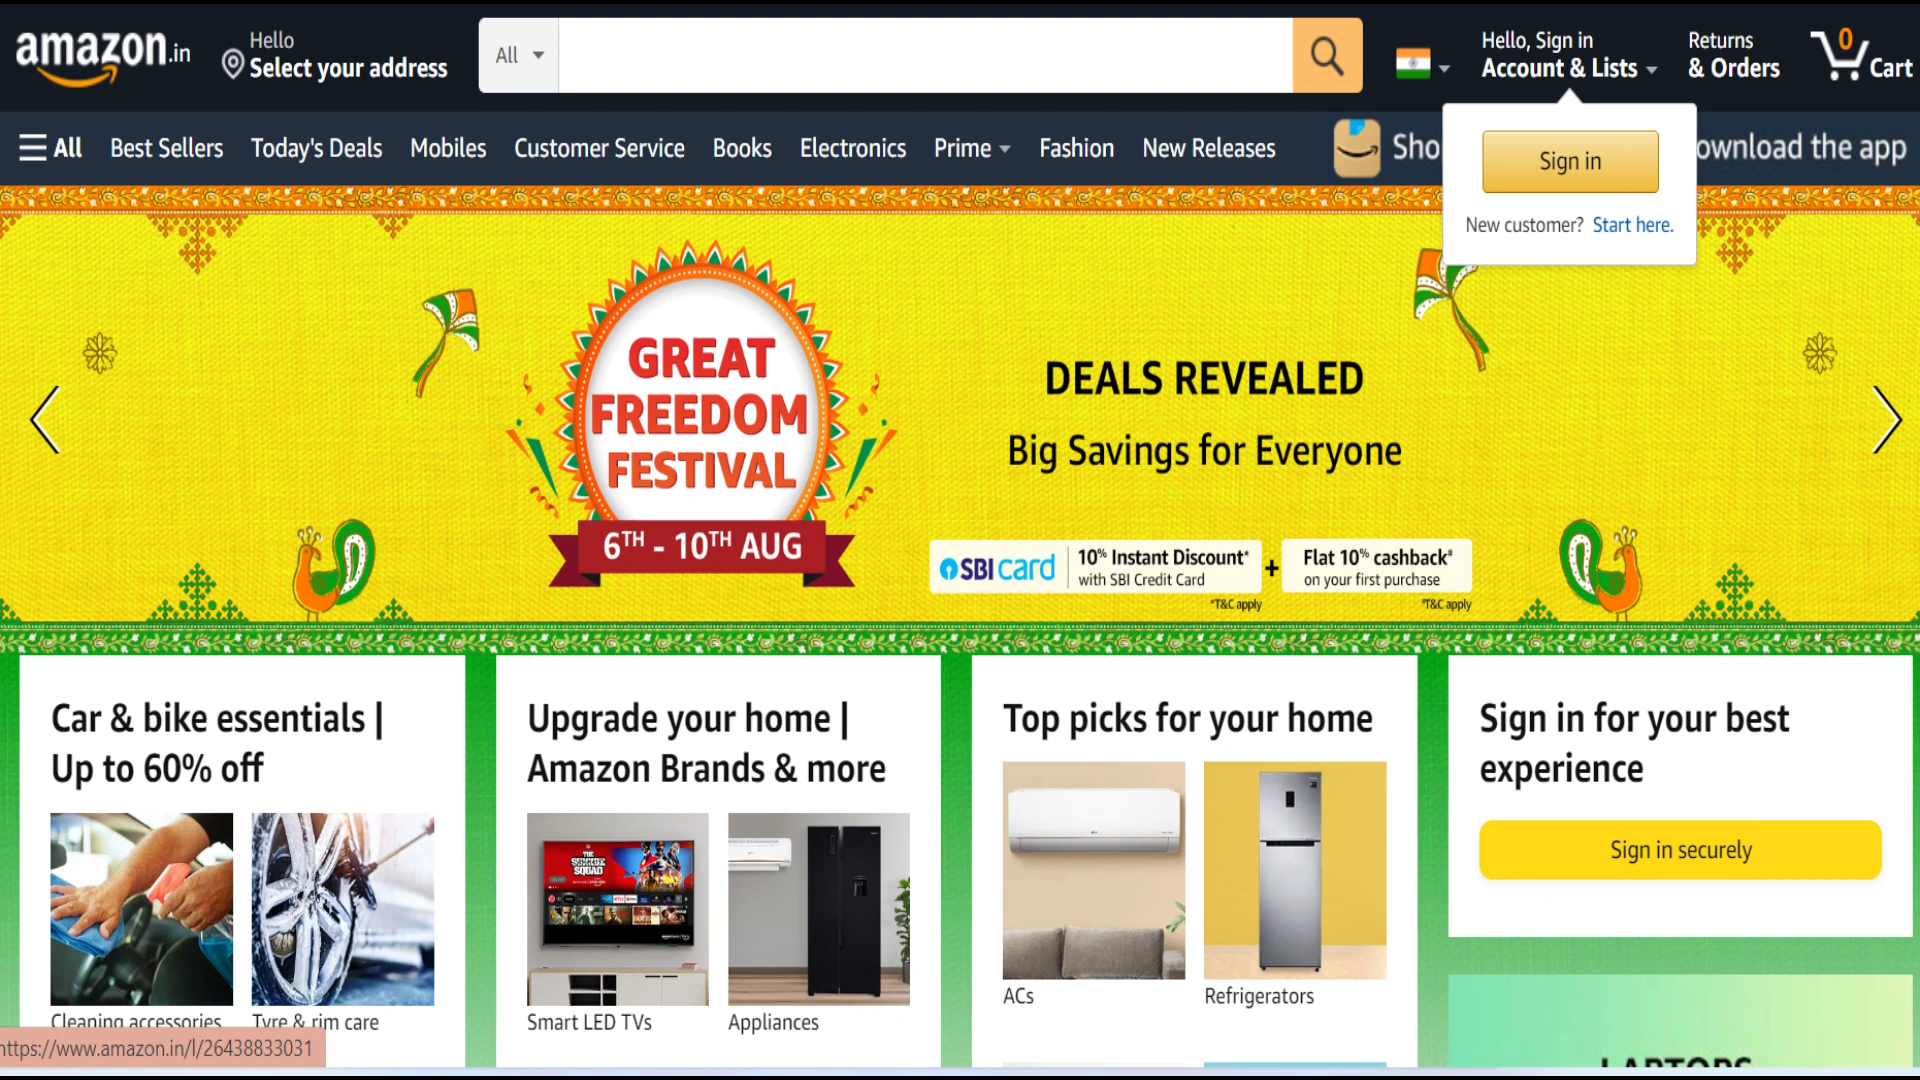 amazon.in
Hello
Select your address
All
Hello, Sign in
Account & Lists
Returns
& Orders
0
Cart
All Best Sellers Today's Deals Mobiles Customer Service Books Electronics Prime Fashion New Releases
Sho
ownload the app
Sign in
New customer? Start here.
GREAT
FREEDOM
FESTIVAL
6TH - 10TH AUG
DEALS REVEALED
Big Savings for Everyone
SBI card
10% Instant Discount*
with SBI Credit Card
*T&C apply
+
Flat 10% cashback#
on your first purchase
#T&C apply
Car & bike essentials |
Up to 60% off
Cleaning accessories
Tyre & rim care
Upgrade your home |
Amazon Brands & more
THE
SUICIDE
SQUAD
Smart LED TVs
Appliances
Top picks for your home
ACs
Refrigerators
Sign in for your best
experience
Sign in securely
LAPTOPS
https://www.amazon.in/l/26438833031